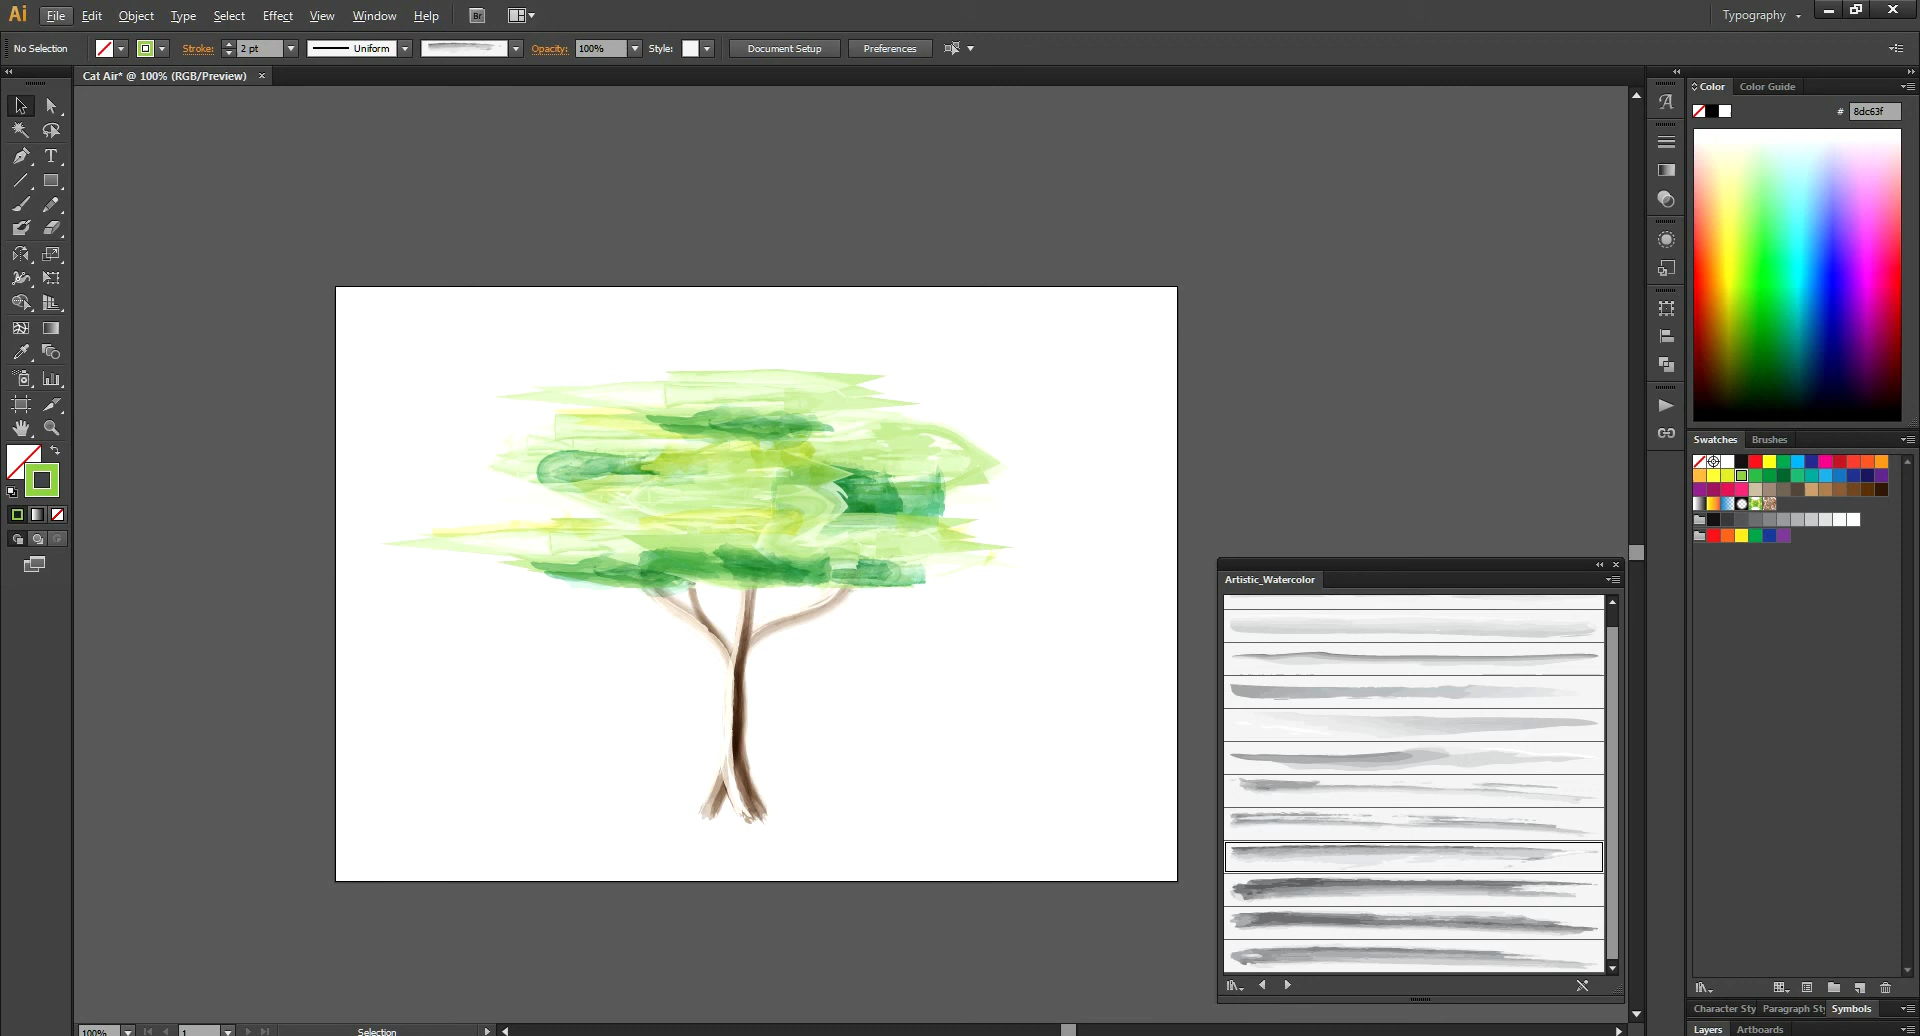 Ai File Edit Object Type Select Effect View Window Help Br Typography
No Selection Stroke: 2 pt Uniform Opacity: 100% Style: Document Setup Preferences
Cat Air* @ 100% (RGB/Preview)
Color Color Guide
# 8dc63f
Swatches Brushes
Artistic_Watercolor
Character Sty Paragraph Sty Symbols
Layers Artboards
100% 1 Selection